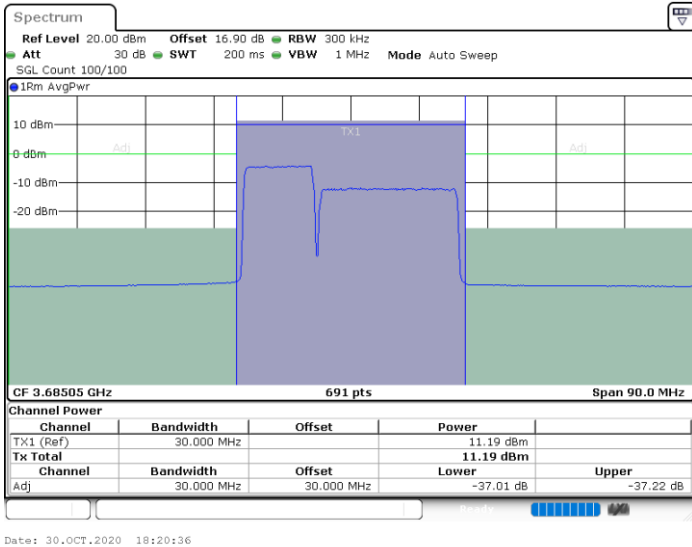 Spectrum
Ref Level 20.00 dBm Offset 16.90 dB RBW 300 kHz
Att 30 dB SWT 200 ms VBW 1 MHz Mode Auto Sweep
SGL Count 100/100
1Rm AvgPwr
10 dBm
TX1
Adj Adj
0 dBm
-10 dBm
-20 dBm
CF 3.68505 GHz 691 pts Span 90.0 MHz
Channel Power
Channel Bandwidth Offset Power
TX1 (Ref) 30.000 MHz 11.19 dBm
Tx Total 11.19 dBm
Channel Bandwidth Offset Lower Upper
Adj 30.000 MHz 30.000 MHz -37.01 dB -37.22 dB
Ready
Date: 30.OCT.2020 18:20:36